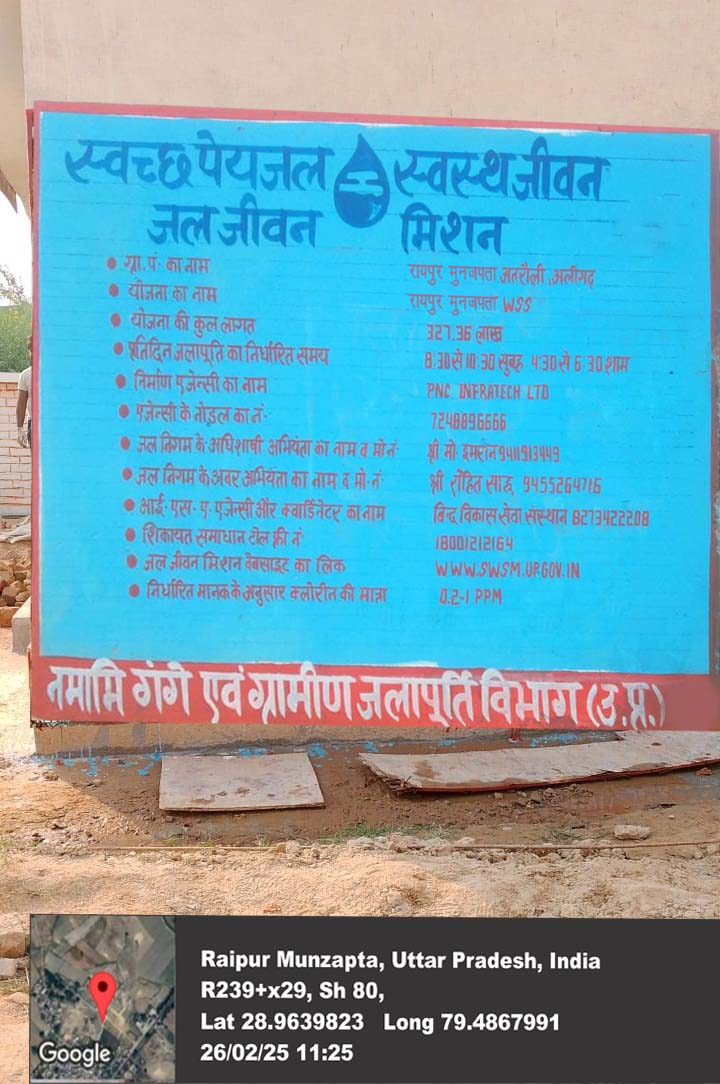 स्वच्छ पेयजल स्वस्थ जीवन
जल जीवन मिशन
ग्रा. पं. का नाम रायपुर मुनजपता अतरौली, अलीगढ़
योजना का नाम रायपुर मुनजपता WSS
योजना की कुल लागत 327.36 लाख
प्रतिदिन जलापूर्ति का निर्धारित समय 8:30 से 10:30 सुबह 4:30 से 6:30 शाम
निर्माण एजेन्सी का नाम PNC INFRATECH LTD
एजेन्सी के नोडल का नं. 7248896666
जल निगम के अधिशाषी अभियंता का नाम व मो नं. श्री मो. इमरान 9411913449
जल निगम के अवर अभियंता का नाम व मो. नं. श्री रोहित साहू 9455264716
आई. एस. ए. एजेन्सी और क्वार्डिनेटर का नाम बिन्द विकास सेवा संस्थान 8273422208
शिकायत समाधान टोल फ्री नं. 18001212164
जल जीवन मिशन वेबसाइट का लिंक WWW.SWSM.UP.GOV.IN
निर्धारित मानक के अनुसार क्लोरीन की मात्रा 0.2-1 PPM
नमामि गंगे एवं ग्रामीण जलापूर्ति विभाग (उ.प्र.)
Raipur Munzapta, Uttar Pradesh, India
R239+x29, Sh 80,
Lat 28.9639823 Long 79.4867991
26/02/25 11:25
Google